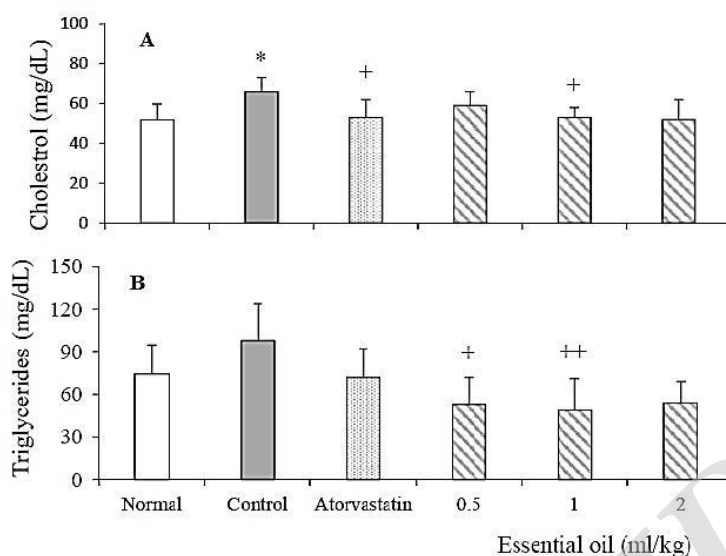 A
Cholestrol (mg/dL)
100
80
60
40
20
0
*
+
+
B
Triglycerides (mg/dL)
150
120
90
60
30
0
+
++
Normal Control Atorvastatin 0.5 1 2
Essential oil (ml/kg)